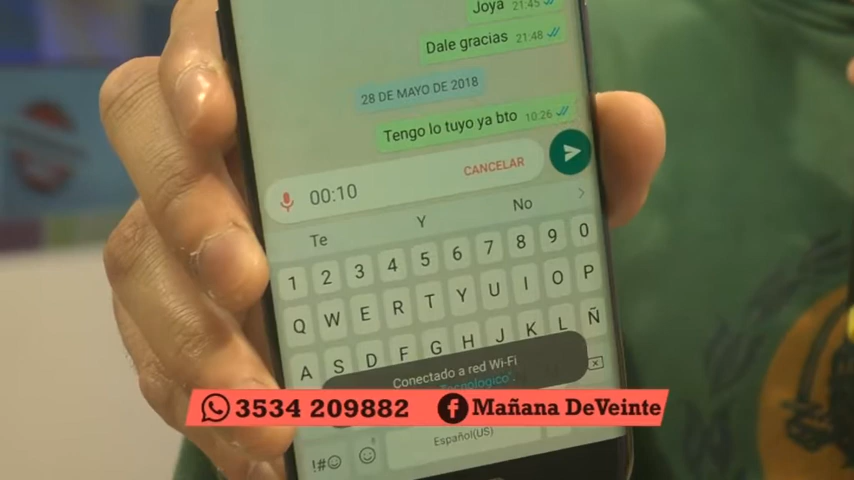 Joya 21:45
Dale gracias 21:48
28 DE MAYO DE 2018
Tengo lo tuyo ya bto 10:26
00:10 CANCELAR
Te Y No
1 2 3 4 5 6 7 8 9 0
Q W E R T Y U I O P
A S D F G H J K L Ñ
Conectado a red Wi-Fi
Tecnologico".
3534 209882 Mañana DeVeinte
!#☺ Español(US)